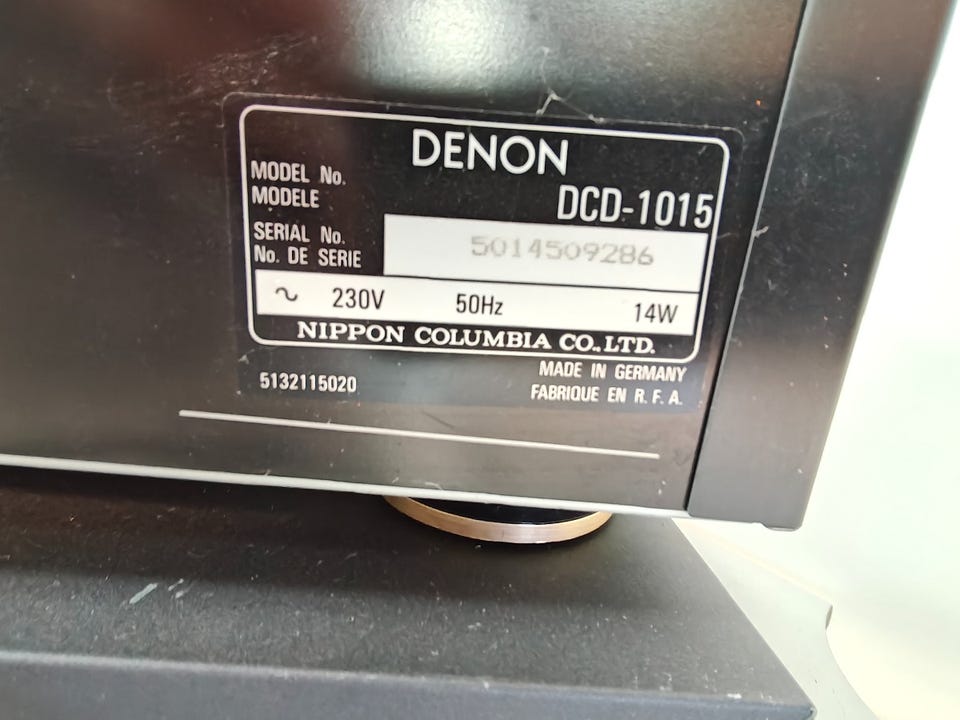 DENON
MODEL No.
MODELE
DCD-1015
SERIAL No.
No. DE SERIE
5014509286
~ 230V 50Hz 14W
NIPPON COLUMBIA CO., LTD.
MADE IN GERMANY
5132115020
FABRIQUE EN R. F. A.